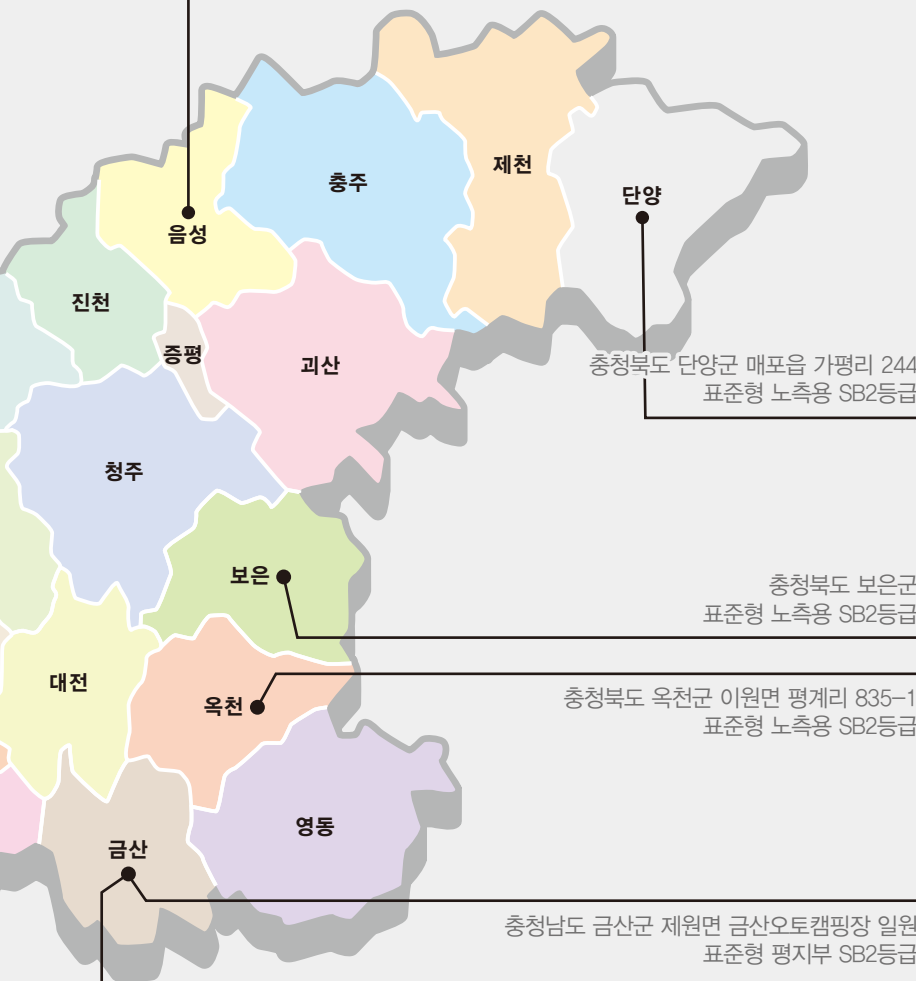 제천
충주
단양
음성
진천
증평
괴산
충청북도 단양군 매포읍 가평리 244
표준형 노측용 SB2등급
청주
보은
충청북도 보은군
표준형 노측용 SB2등급
대전
옥천
충청북도 옥천군 이원면 평계리 835-1
표준형 노측용 SB2등급
영동
금산
충청남도 금산군 제원면 금산오토캠핑장 일원
표준형 평지부 SB2등급